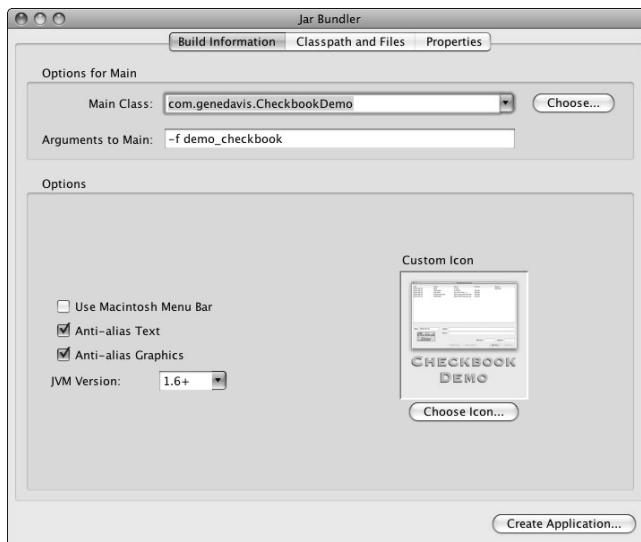 Jar Bundler
Build Information Classpath and Files Properties
Options for Main
Main Class: com.genedavis.CheckbookDemo Choose...
Arguments to Main: -f demo_checkbook
Options
Custom Icon
Use Macintosh Menu Bar
Anti-alias Text
Anti-alias Graphics
JVM Version: 1.6+
CHECKBOOK
DEMO
Choose Icon...
Create Application...